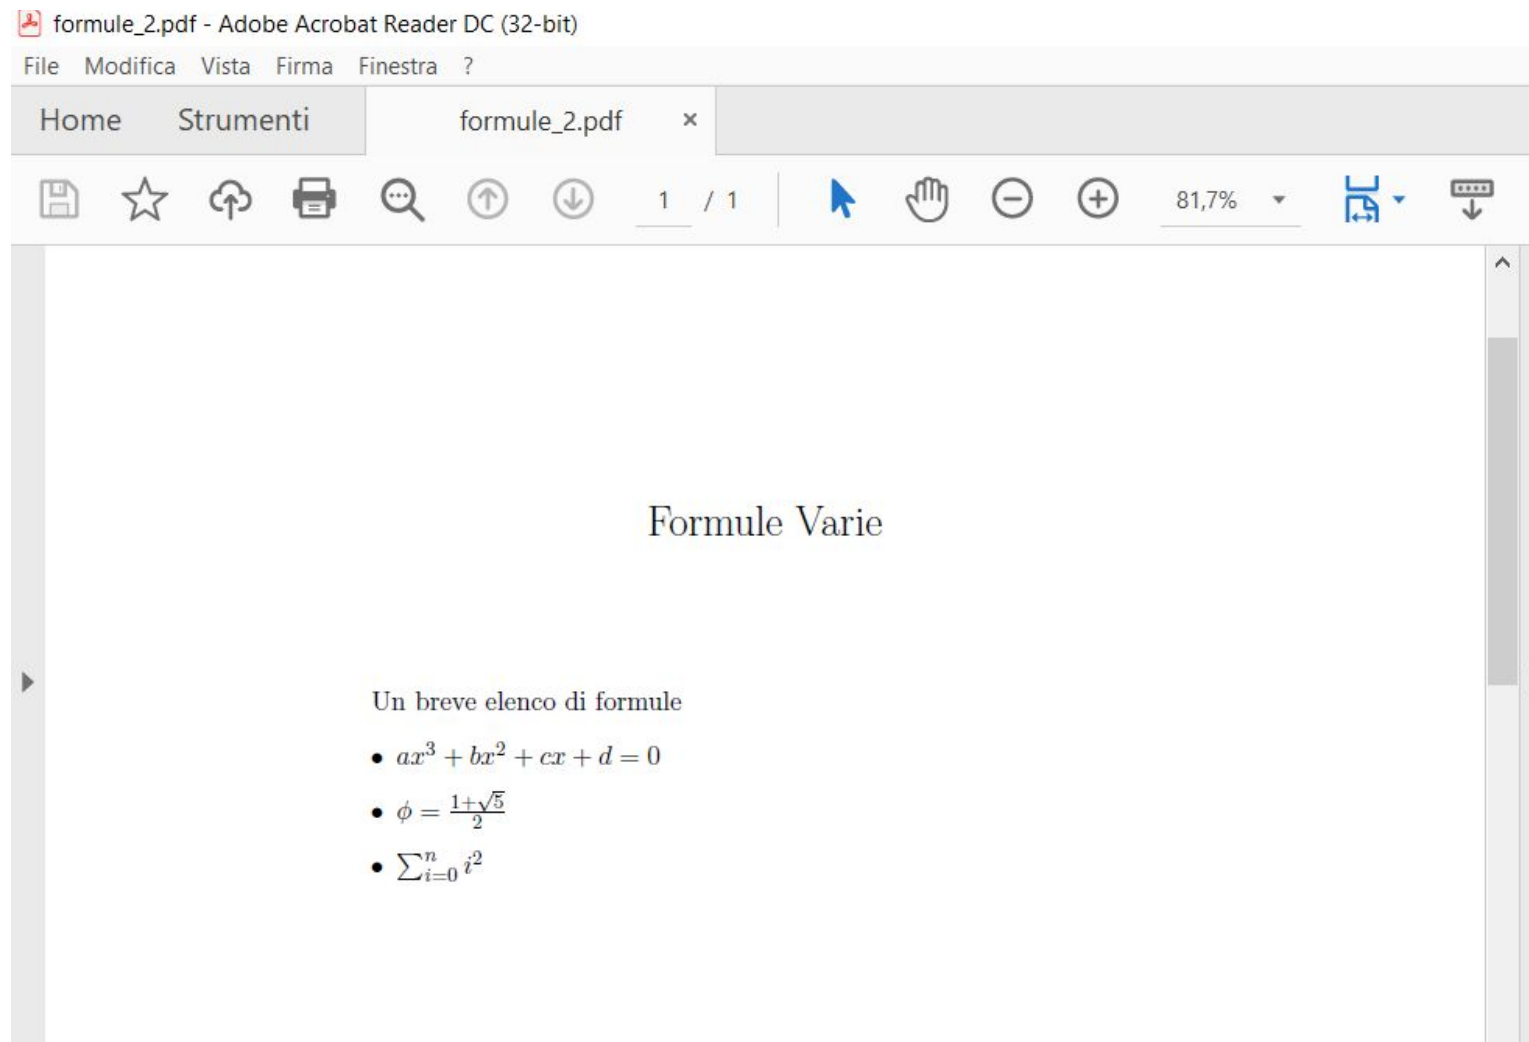 formule_2.pdf - Adobe Acrobat Reader DC (32-bit)
File Modifica Vista Firma Finestra ?
Home Strumenti formule_2.pdf ×
1 / 1 81,7%
Formule Varie
Un breve elenco di formule
• ax³ + bx² + cx + d = 0
• ϕ = (1+√5)/2
• ∑ⁿᵢ₌₀ i²